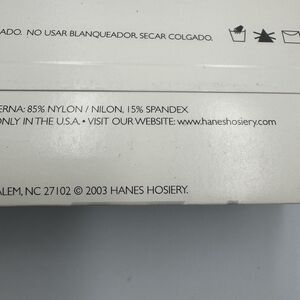 ADO. NO USAR BLANQUEADOR. SECAR COLGADO.
ERNA: 85% NYLON / NILON, 15% SPANDEX
ONLY IN THE U.S.A. • VISIT OUR WEBSITE: www.haneshosiery.com
ALEM, NC 27102 © 2003 HANES HOSIERY.